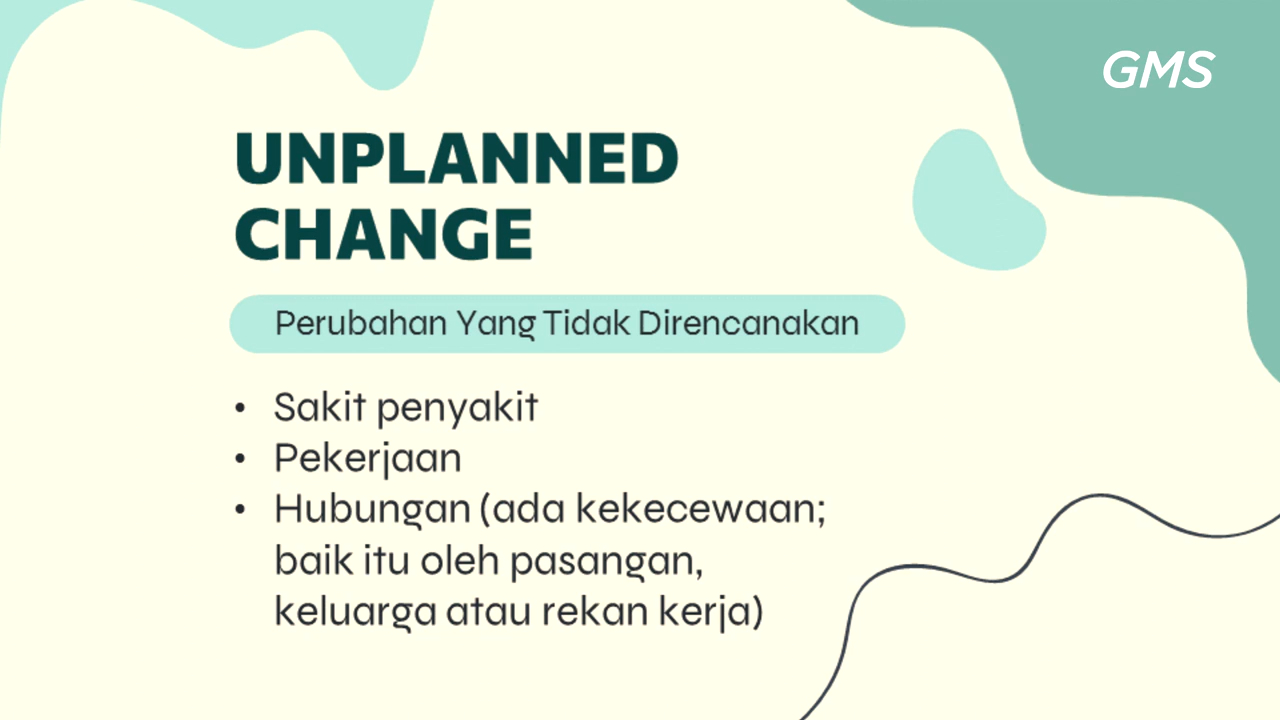 GMS
UNPLANNED
CHANGE
Perubahan Yang Tidak Direncanakan
• Sakit penyakit
• Pekerjaan
• Hubungan (ada kekecewaan;
baik itu oleh pasangan,
keluarga atau rekan kerja)